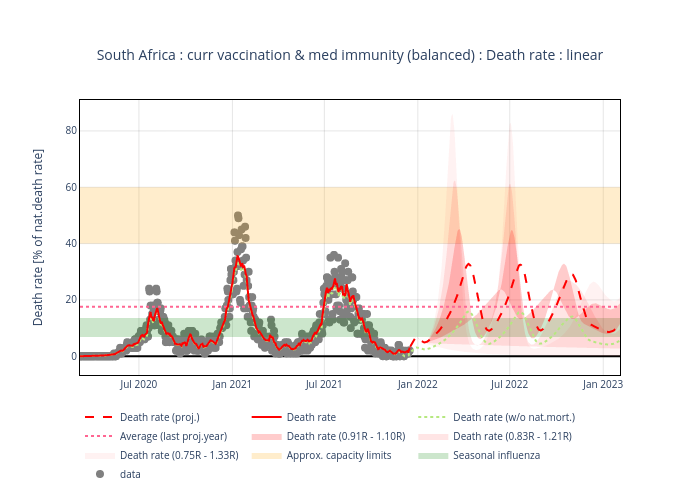 South Africa : curr vaccination & med immunity (balanced) : Death rate : linear
Death rate [% of nat.death rate]
80
60
40
20
0
Jul 2020 Jan 2021 Jul 2021 Jan 2022 Jul 2022 Jan 2023
Death rate (proj.) Death rate Death rate (w/o nat.mort.)
Average (last proj.year) Death rate (0.91R - 1.10R) Death rate (0.83R - 1.21R)
Death rate (0.75R - 1.33R) Approx. capacity limits Seasonal influenza
data